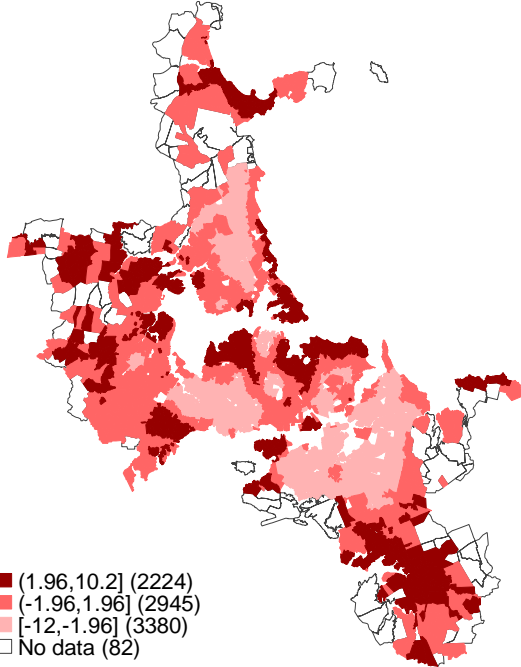 (1.96,10.2] (2224)
(-1.96,1.96] (2945)
[-12,-1.96] (3380)
No data (82)